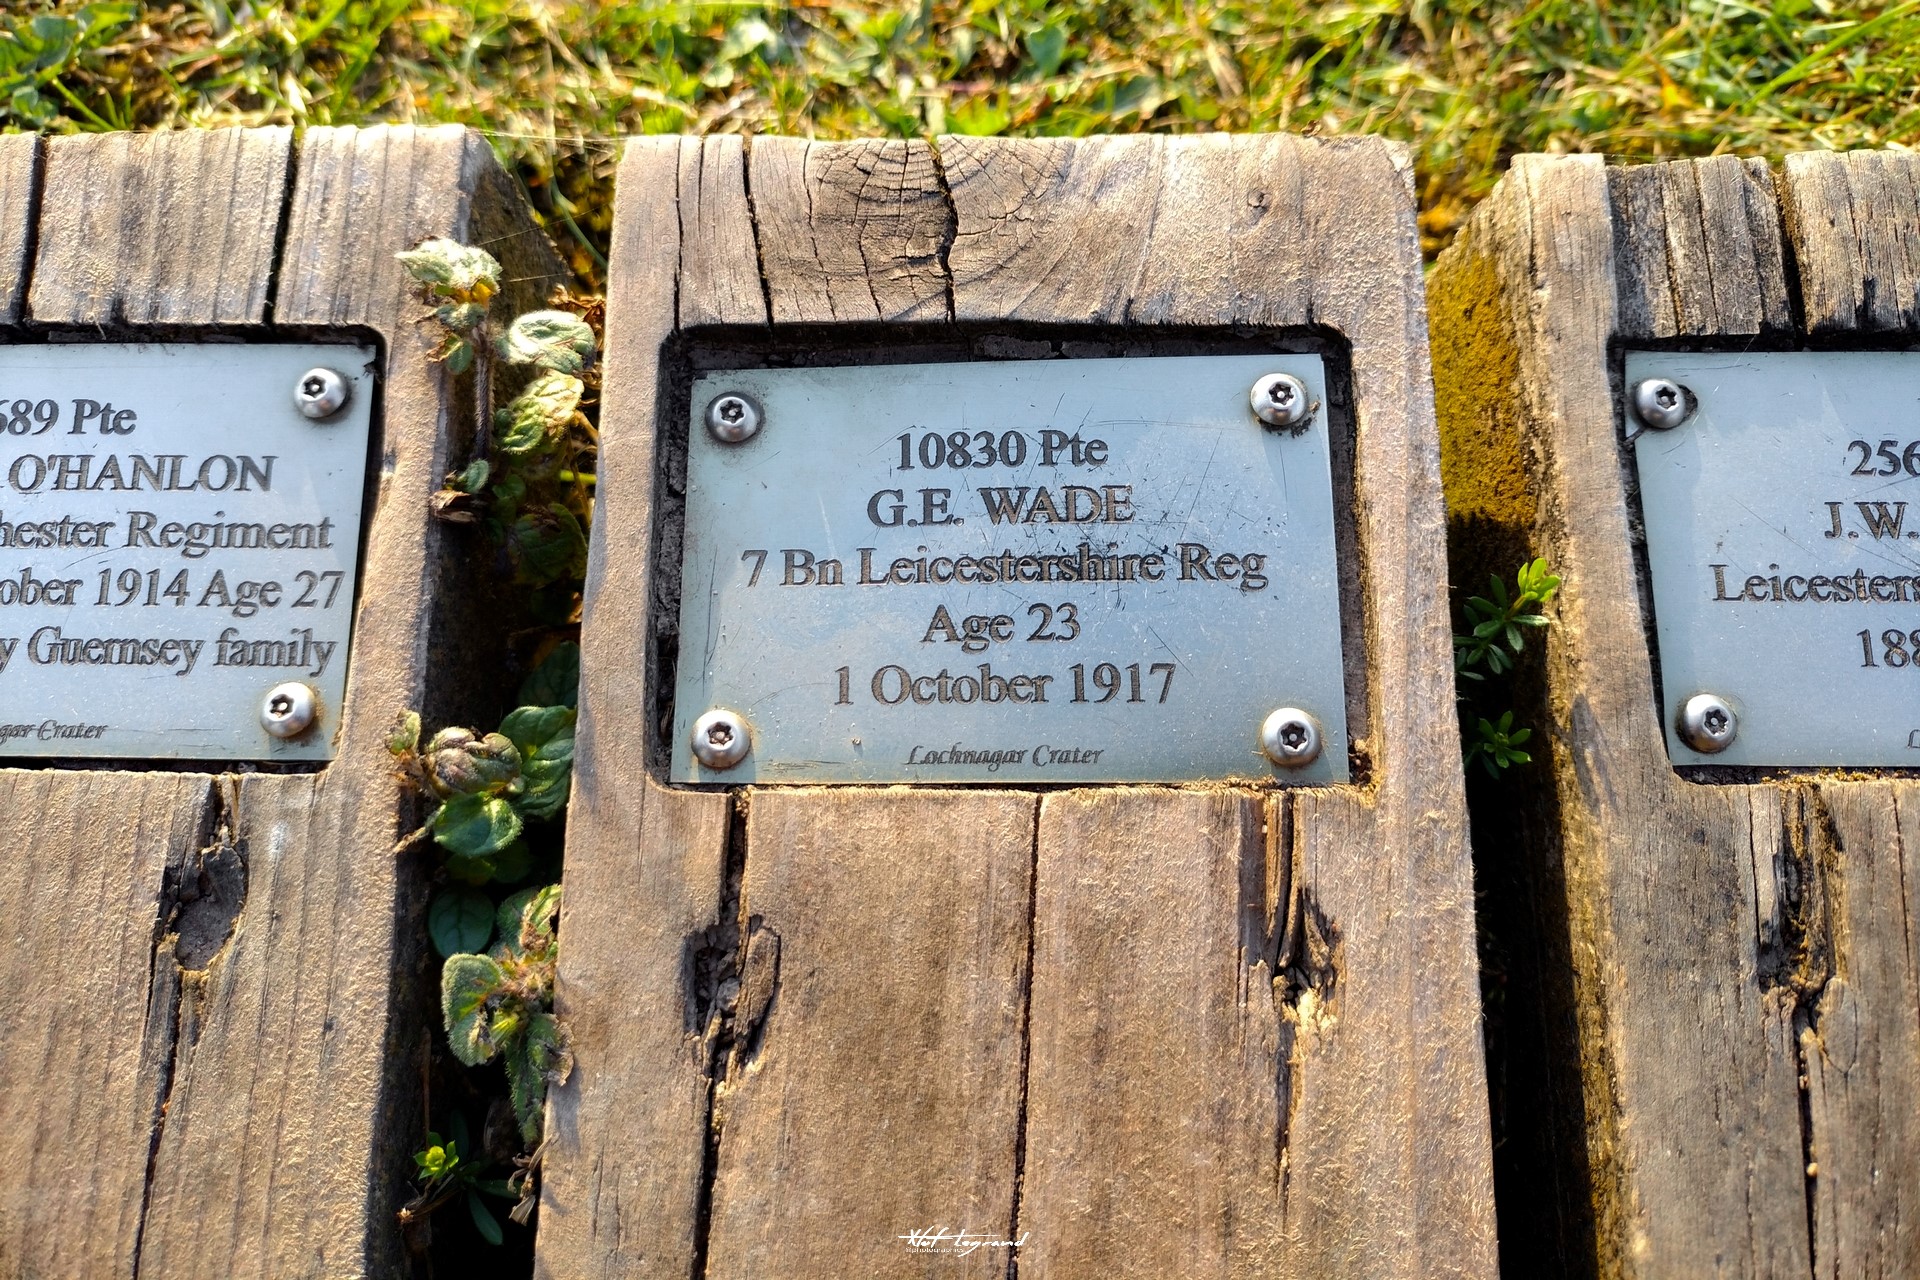 689 Pte
O'HANLON
hester Regiment
ober 1914 Age 27
y Guernsey family
gar Crater
10830 Pte
G.E. WADE
7 Bn Leicestershire Reg
Age 23
1 October 1917
Lochnagar Crater
256
J.W.
Leicesters
188
L